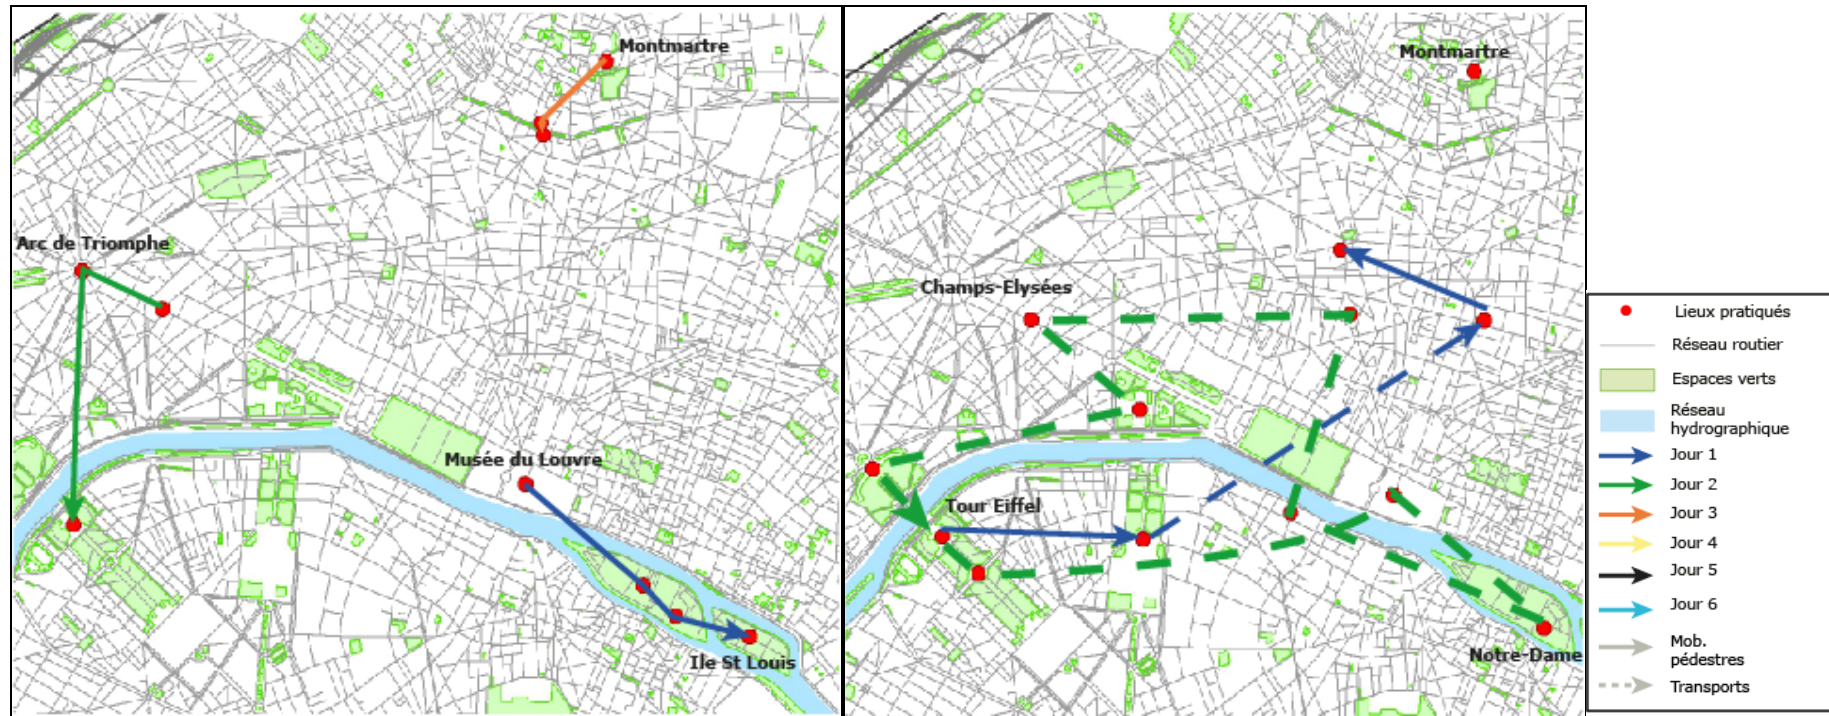 Montmartre
Arc de Triomphe
Musée du Louvre
Ile St Louis
Montmartre
Champs-Elysées
Tour Eiffel
Notre-Dame
Lieux pratiqués
Réseau routier
Espaces verts
Réseau
hydrographique
Jour 1
Jour 2
Jour 3
Jour 4
Jour 5
Jour 6
Mob.
pédestres
Transports